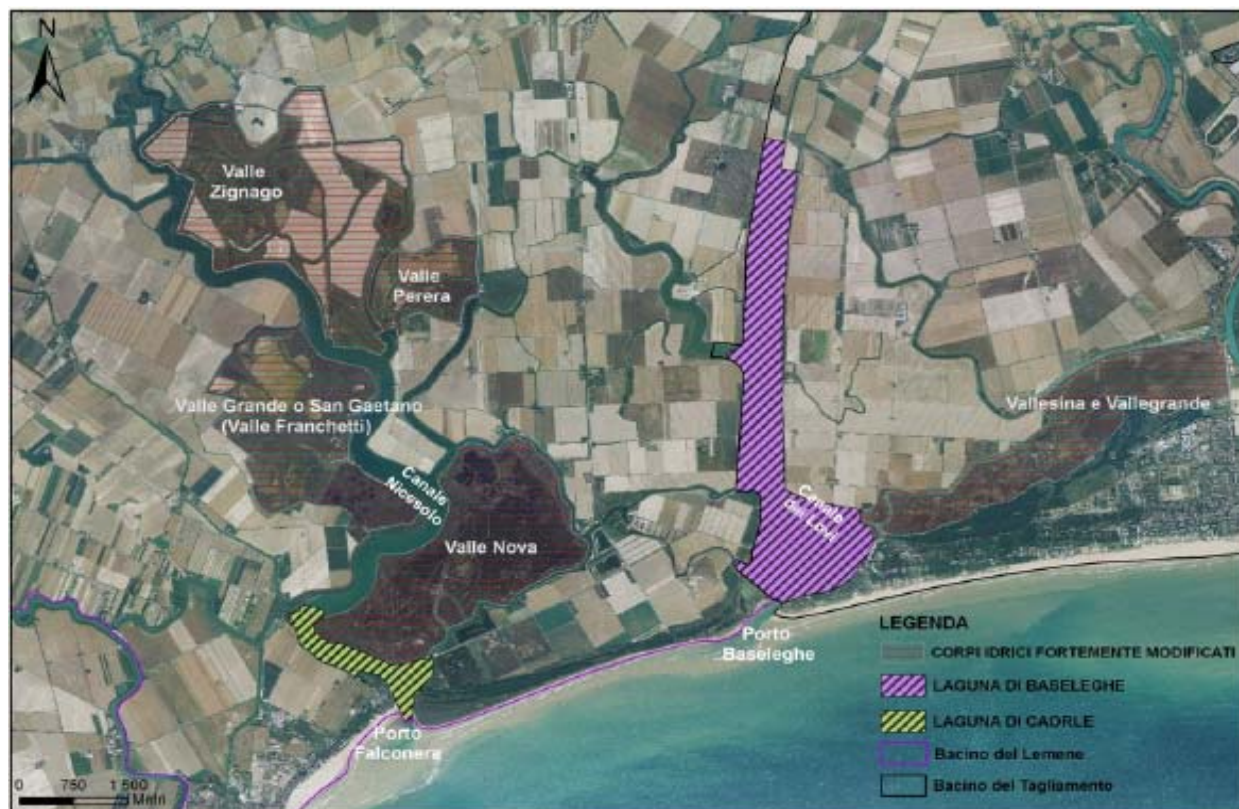 N
Valle
Zignago
Valle
Perera
Valle Grande o San Gaetano
(Valle Franchetti)
Canale
Nicesolo
Valle Nova
Canale
dei Lovi
Vallesina e Vallegrande
Porto
Baseleghe
Porto
Falconera
LEGENDA
CORPI IDRICI FORTEMENTE MODIFICATI
LAGUNA DI BASELEGHE
LAGUNA DI CAORLE
Bacino del Lemene
Bacino del Tagliamento
0 750 1 500
Metri